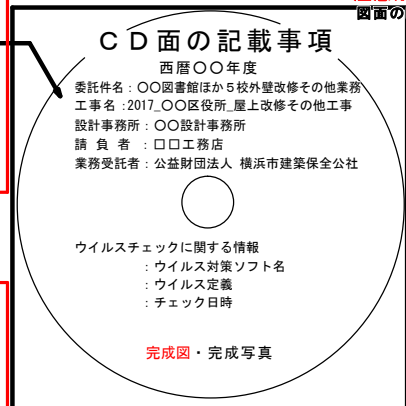 図面の
CD面の記載事項
西暦〇〇年度
委託件名：〇〇図書館ほか5校外壁改修その他業務
工事名：2017_〇〇区役所_屋上改修その他工事
設計事務所：〇〇設計事務所
請負者：口口工務店
業務受託者：公益財団法人 横浜市建築保全公社
ウイルスチェックに関する情報
：ウイルス対策ソフト名
：ウイルス定義
：チェック日時
完成図・完成写真